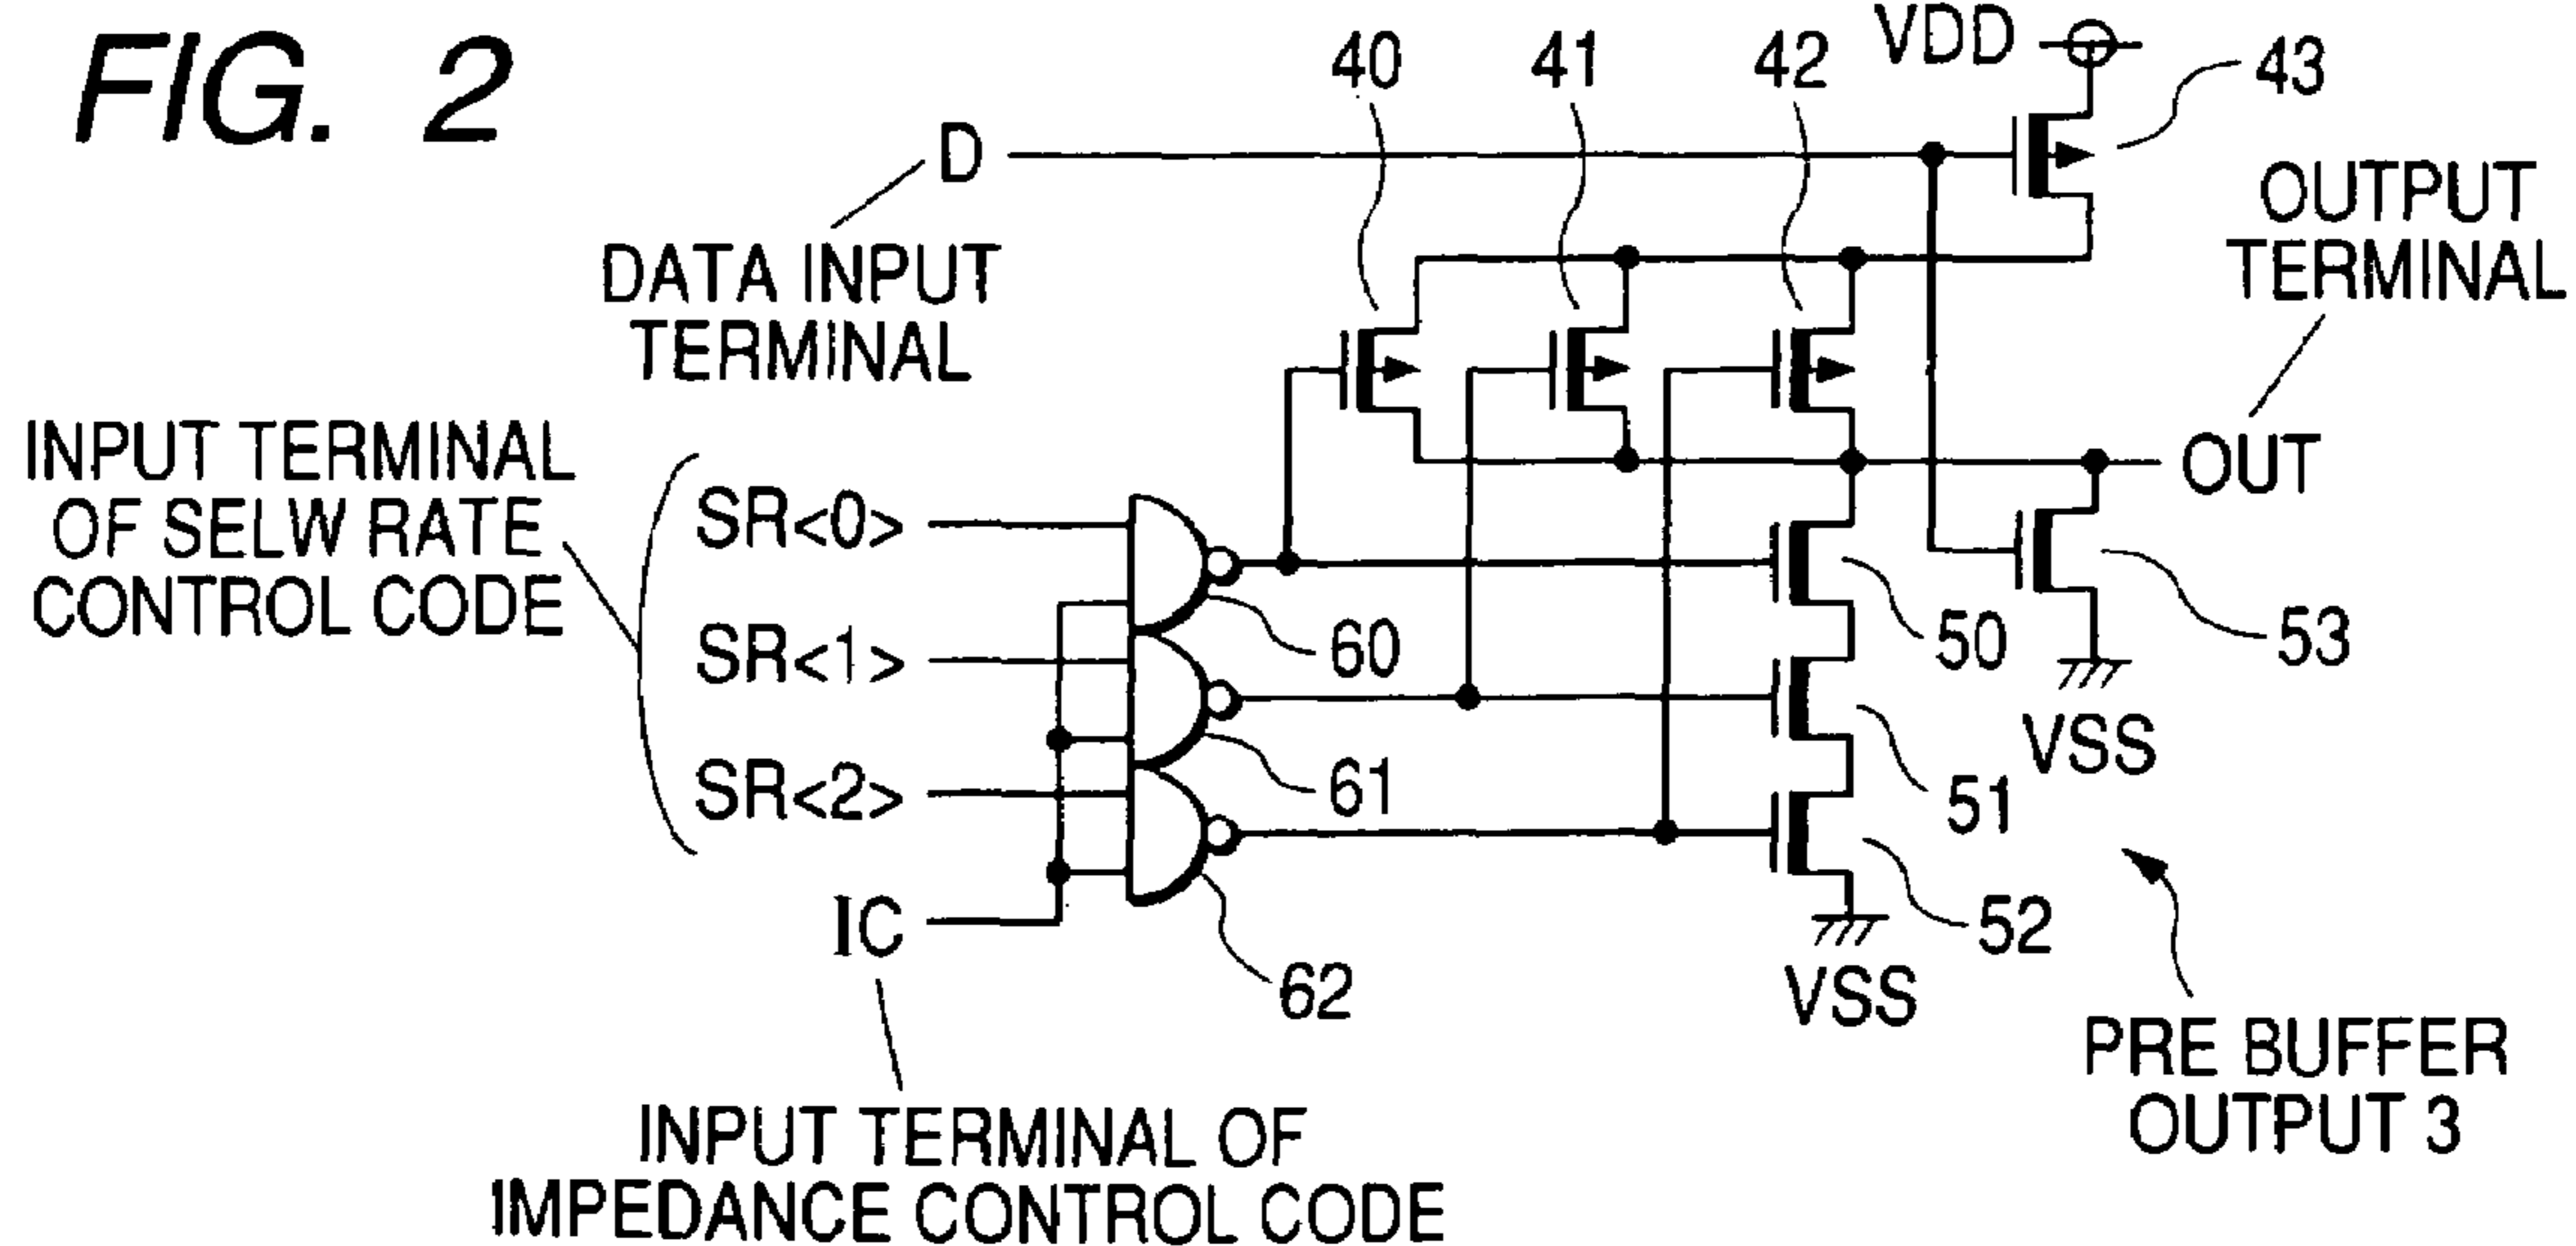 FIG. 2
40
41
42
VDD
43
D
DATA INPUT
TERMINAL
OUTPUT
TERMINAL
INPUT TERMINAL
OF SELW RATE
CONTROL CODE
SR<0>
SR<1>
SR<2>
IC
60
61
62
OUT
50
51
52
53
VSS
VSS
PRE BUFFER
OUTPUT 3
INPUT TERMINAL OF
IMPEDANCE CONTROL CODE